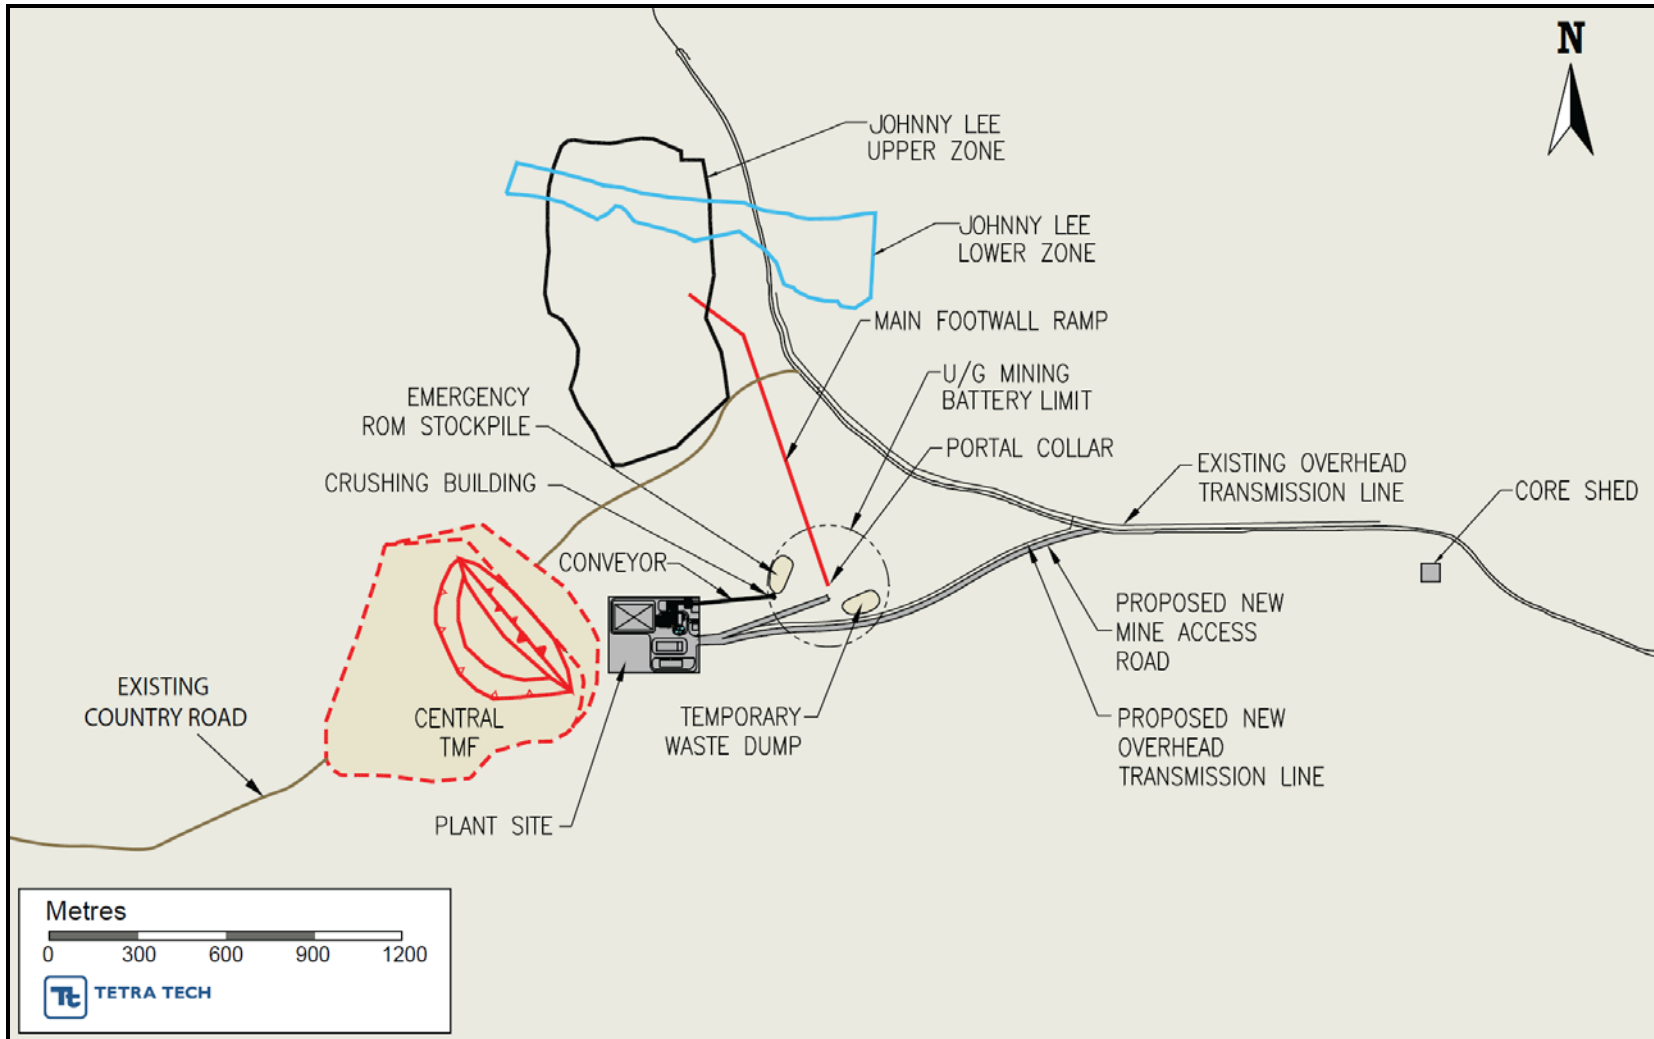 N
JOHNNY LEE
UPPER ZONE
JOHNNY LEE
LOWER ZONE
MAIN FOOTWALL RAMP
U/G MINING
BATTERY LIMIT
EMERGENCY
ROM STOCKPILE
PORTAL COLLAR
CRUSHING BUILDING
EXISTING OVERHEAD
TRANSMISSION LINE
CORE SHED
CONVEYOR
PROPOSED NEW
MINE ACCESS
ROAD
EXISTING
COUNTRY ROAD
CENTRAL
TMF
TEMPORARY
WASTE DUMP
PROPOSED NEW
OVERHEAD
TRANSMISSION LINE
PLANT SITE
Metres
0 300 600 900 1200
Tt TETRA TECH